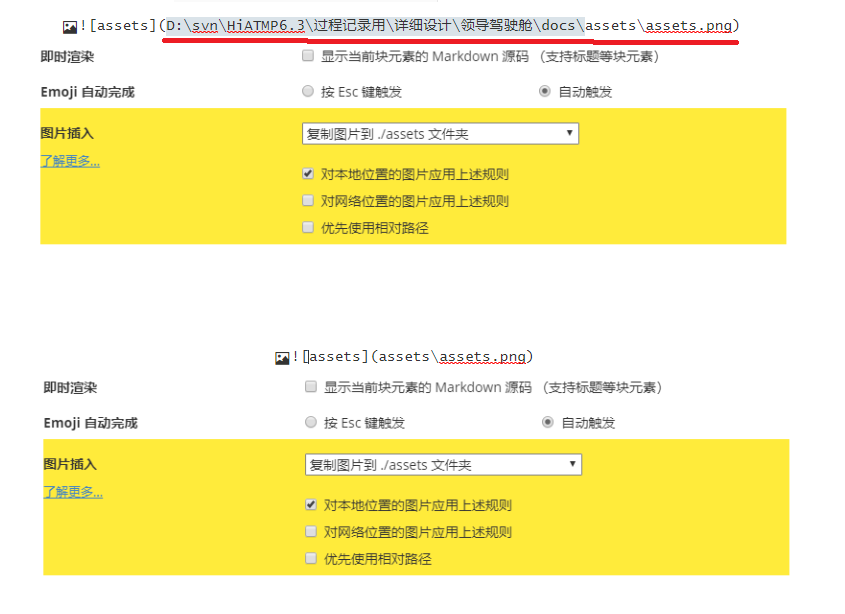 ![assets](D:\svn\HiATMP6.3\过程记录用\详细设计\领导驾驶舱\docs\assets\assets.png)
即时渲染 显示当前块元素的 Markdown 源码 （支持标题等块元素）
Emoji 自动完成 按 Esc 键触发 自动触发
图片插入 复制图片到 ./assets 文件夹
了解更多...
对本地位置的图片应用上述规则
对网络位置的图片应用上述规则
优先使用相对路径
![assets](assets\assets.png)
即时渲染 显示当前块元素的 Markdown 源码 （支持标题等块元素）
Emoji 自动完成 按 Esc 键触发 自动触发
图片插入 复制图片到 ./assets 文件夹
了解更多...
对本地位置的图片应用上述规则
对网络位置的图片应用上述规则
优先使用相对路径